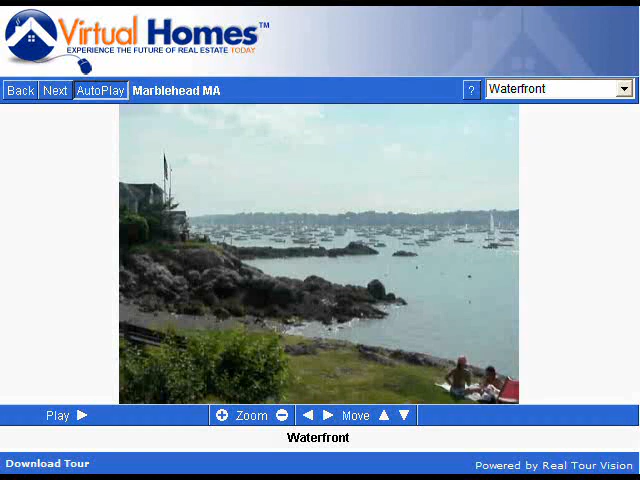 Virtual Homes™
EXPERIENCE THE FUTURE OF REAL ESTATE TODAY
Back Next AutoPlay Marblehead MA ? Waterfront
Play Zoom Move
Waterfront
Download Tour Powered by Real Tour Vision